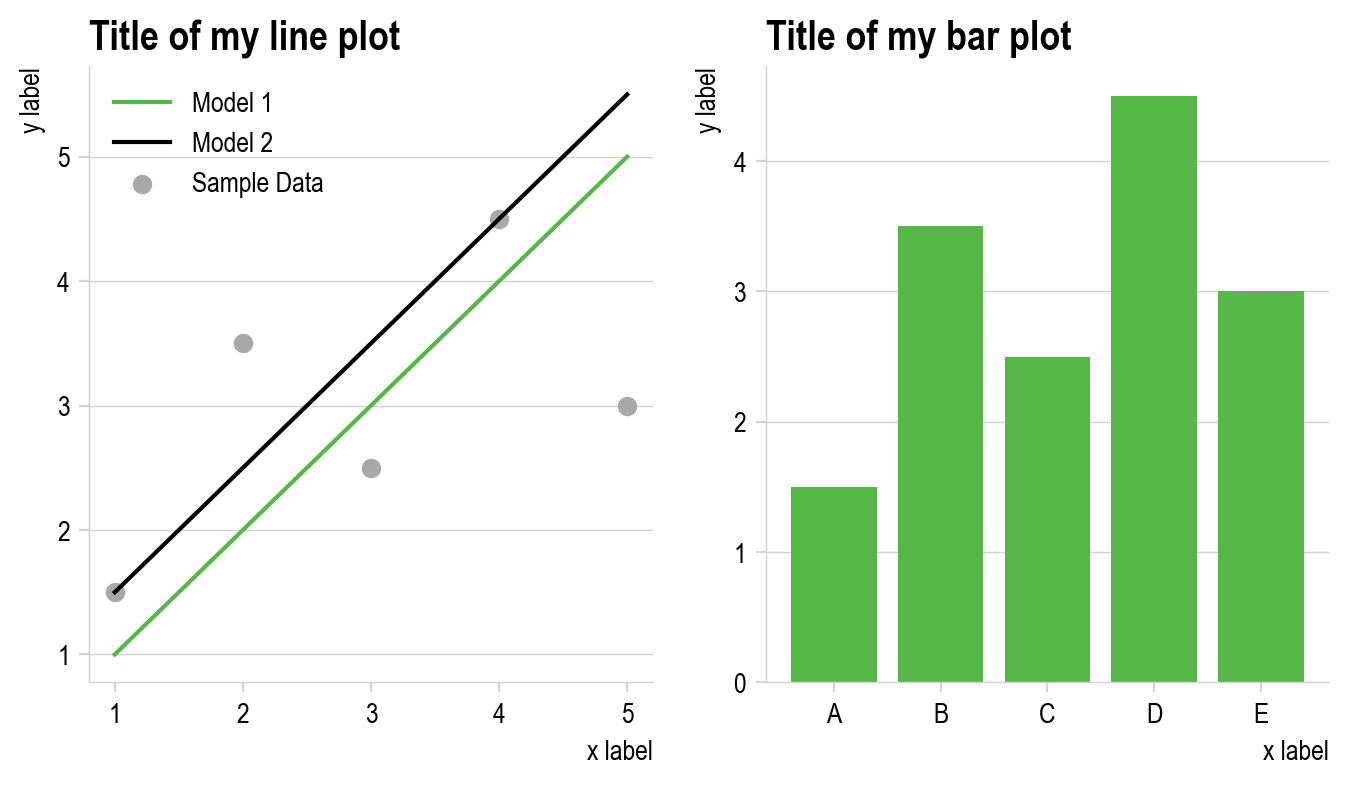 Title of my line plot
y label
Model 1
Model 2
Sample Data
5
4
3
2
1
1 2 3 4 5
x label
Title of my bar plot
y label
4
3
2
1
0
A B C D E
x label